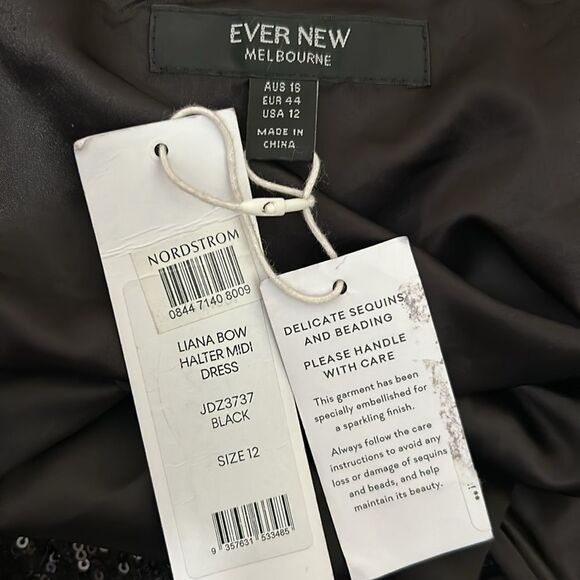 EVER NEW
MELBOURNE
AUS 16
EUR 44
USA 12
MADE IN
CHINA
NORDSTROM
0844 7140 8009
LIANA BOW
HALTER MIDI
DRESS
JDZ3737
BLACK
SIZE 12
9 357631 533465
DELICATE SEQUINS
AND BEADING
PLEASE HANDLE
WITH CARE
This garment has been
specially embellished for
a sparkling finish.
Always follow the care
instructions to avoid any
loss or damage of sequins
and beads, and help
maintain its beauty.